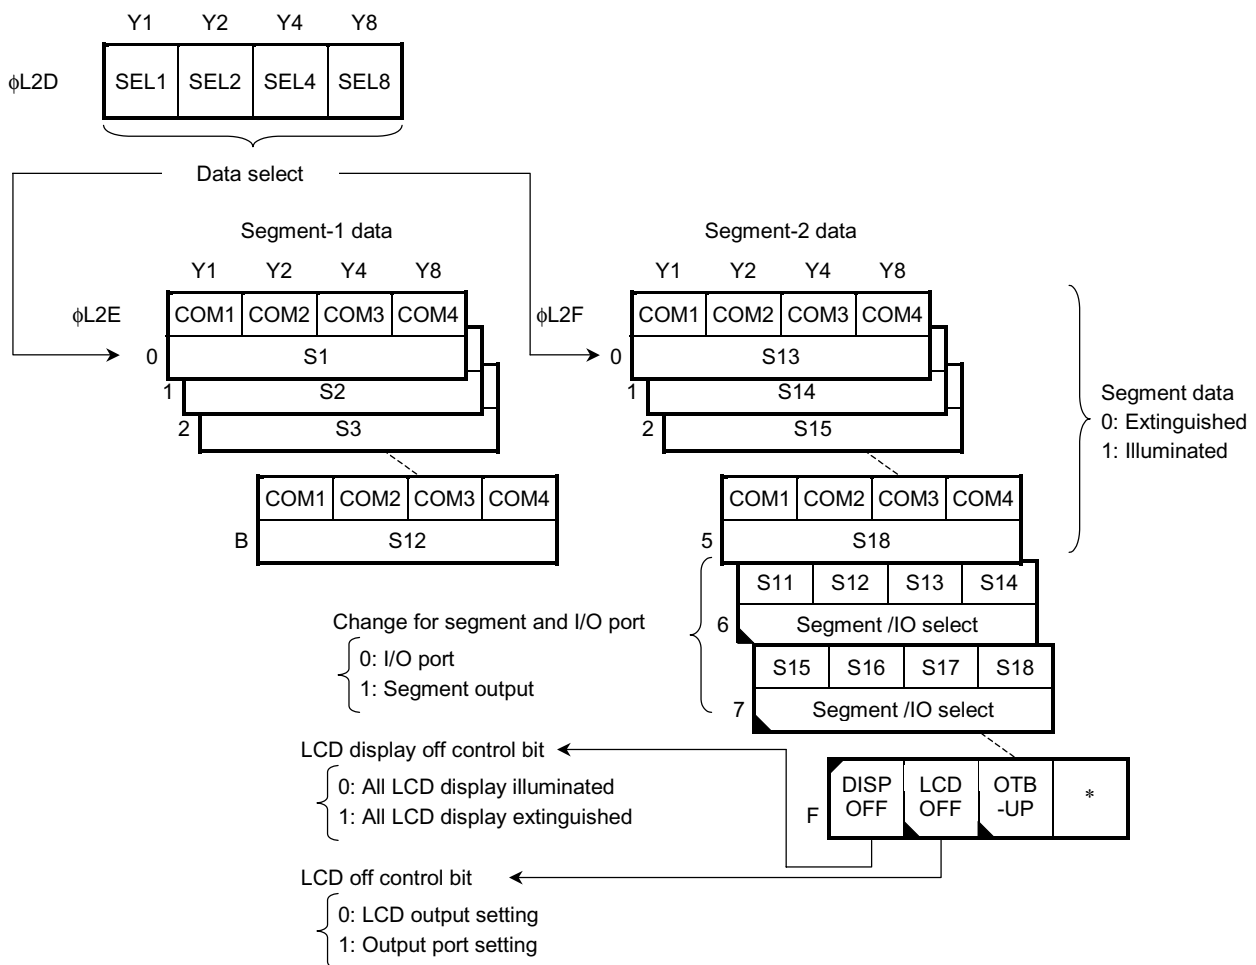 Y1 Y2 Y4 Y8
ϕL2D SEL1 SEL2 SEL4 SEL8
Data select
Segment-1 data Segment-2 data
Y1 Y2 Y4 Y8 Y1 Y2 Y4 Y8
ϕL2E COM1 COM2 COM3 COM4 ϕL2F COM1 COM2 COM3 COM4
0 S1 0 S13
1 S2 1 S14
2 S3 2 S15
Segment data
0: Extinguished
1: Illuminated
COM1 COM2 COM3 COM4 COM1 COM2 COM3 COM4
B S12 5 S18
S11 S12 S13 S14
6 Segment /IO select
Change for segment and I/O port
0: I/O port
1: Segment output
S15 S16 S17 S18
7 Segment /IO select
LCD display off control bit
0: All LCD display illuminated
1: All LCD display extinguished
F DISP OFF LCD OFF OTB -UP *
LCD off control bit
0: LCD output setting
1: Output port setting